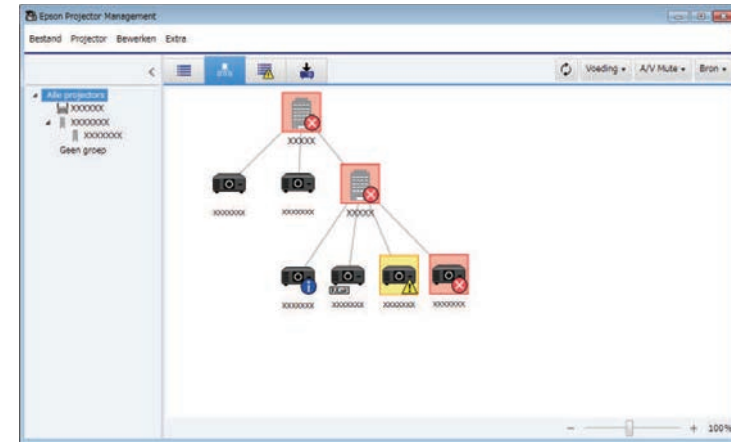 Epson Projector Management
Bestand Projector Bewerken Extra
Voeding A/V Mute Bron
Alle projectors
XXXXXX
XXXXXXX
XXXXXXX
Geen groep
XXXXX
XXXXXXX XXXXXXX XXXXX
XXXXXXX XXXXXXX XXXXXXX XXXXXXX
100%